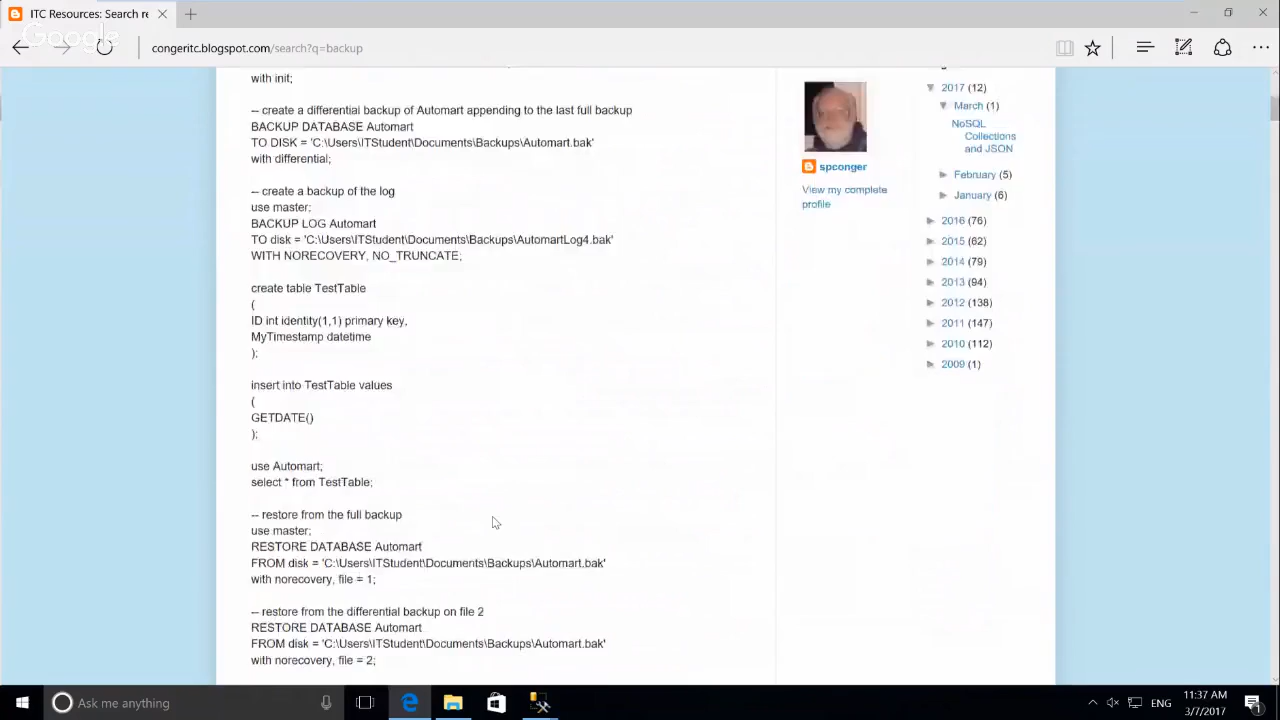 ITC Resources: Search re
Google
congeritc.blogspot.com/search?q=backup
with init;
-- create a differential backup of Automart appending to the last full backup
BACKUP DATABASE Automart
TO DISK = 'C:\Users\ITStudent\Documents\Backups\Automart.bak'
with differential;
-- create a backup of the log
use master;
BACKUP LOG Automart
TO disk = 'C:\Users\ITStudent\Documents\Backups\AutomartLog4.bak'
WITH NORECOVERY, NO_TRUNCATE;
create table TestTable
(
ID int identity(1,1) primary key,
MyTimestamp datetime
);
insert into TestTable values
(
GETDATE()
);
use Automart;
select * from TestTable;
-- restore from the full backup
use master;
RESTORE DATABASE Automart
FROM disk = 'C:\Users\ITStudent\Documents\Backups\Automart.bak'
with norecovery, file = 1;
-- restore from the differential backup on file 2
RESTORE DATABASE Automart
FROM disk = 'C:\Users\ITStudent\Documents\Backups\Automart.bak'
with norecovery, file = 2;
spconger
View my complete
profile
▼ 2017 (12)
▼ March (1)
NoSQL
Collections
and JSON
► February (5)
► January (6)
► 2016 (76)
► 2015 (62)
► 2014 (79)
► 2013 (94)
► 2012 (138)
► 2011 (147)
► 2010 (112)
► 2009 (1)
Ask me anything
ENG
11:37 AM
3/7/2017
1